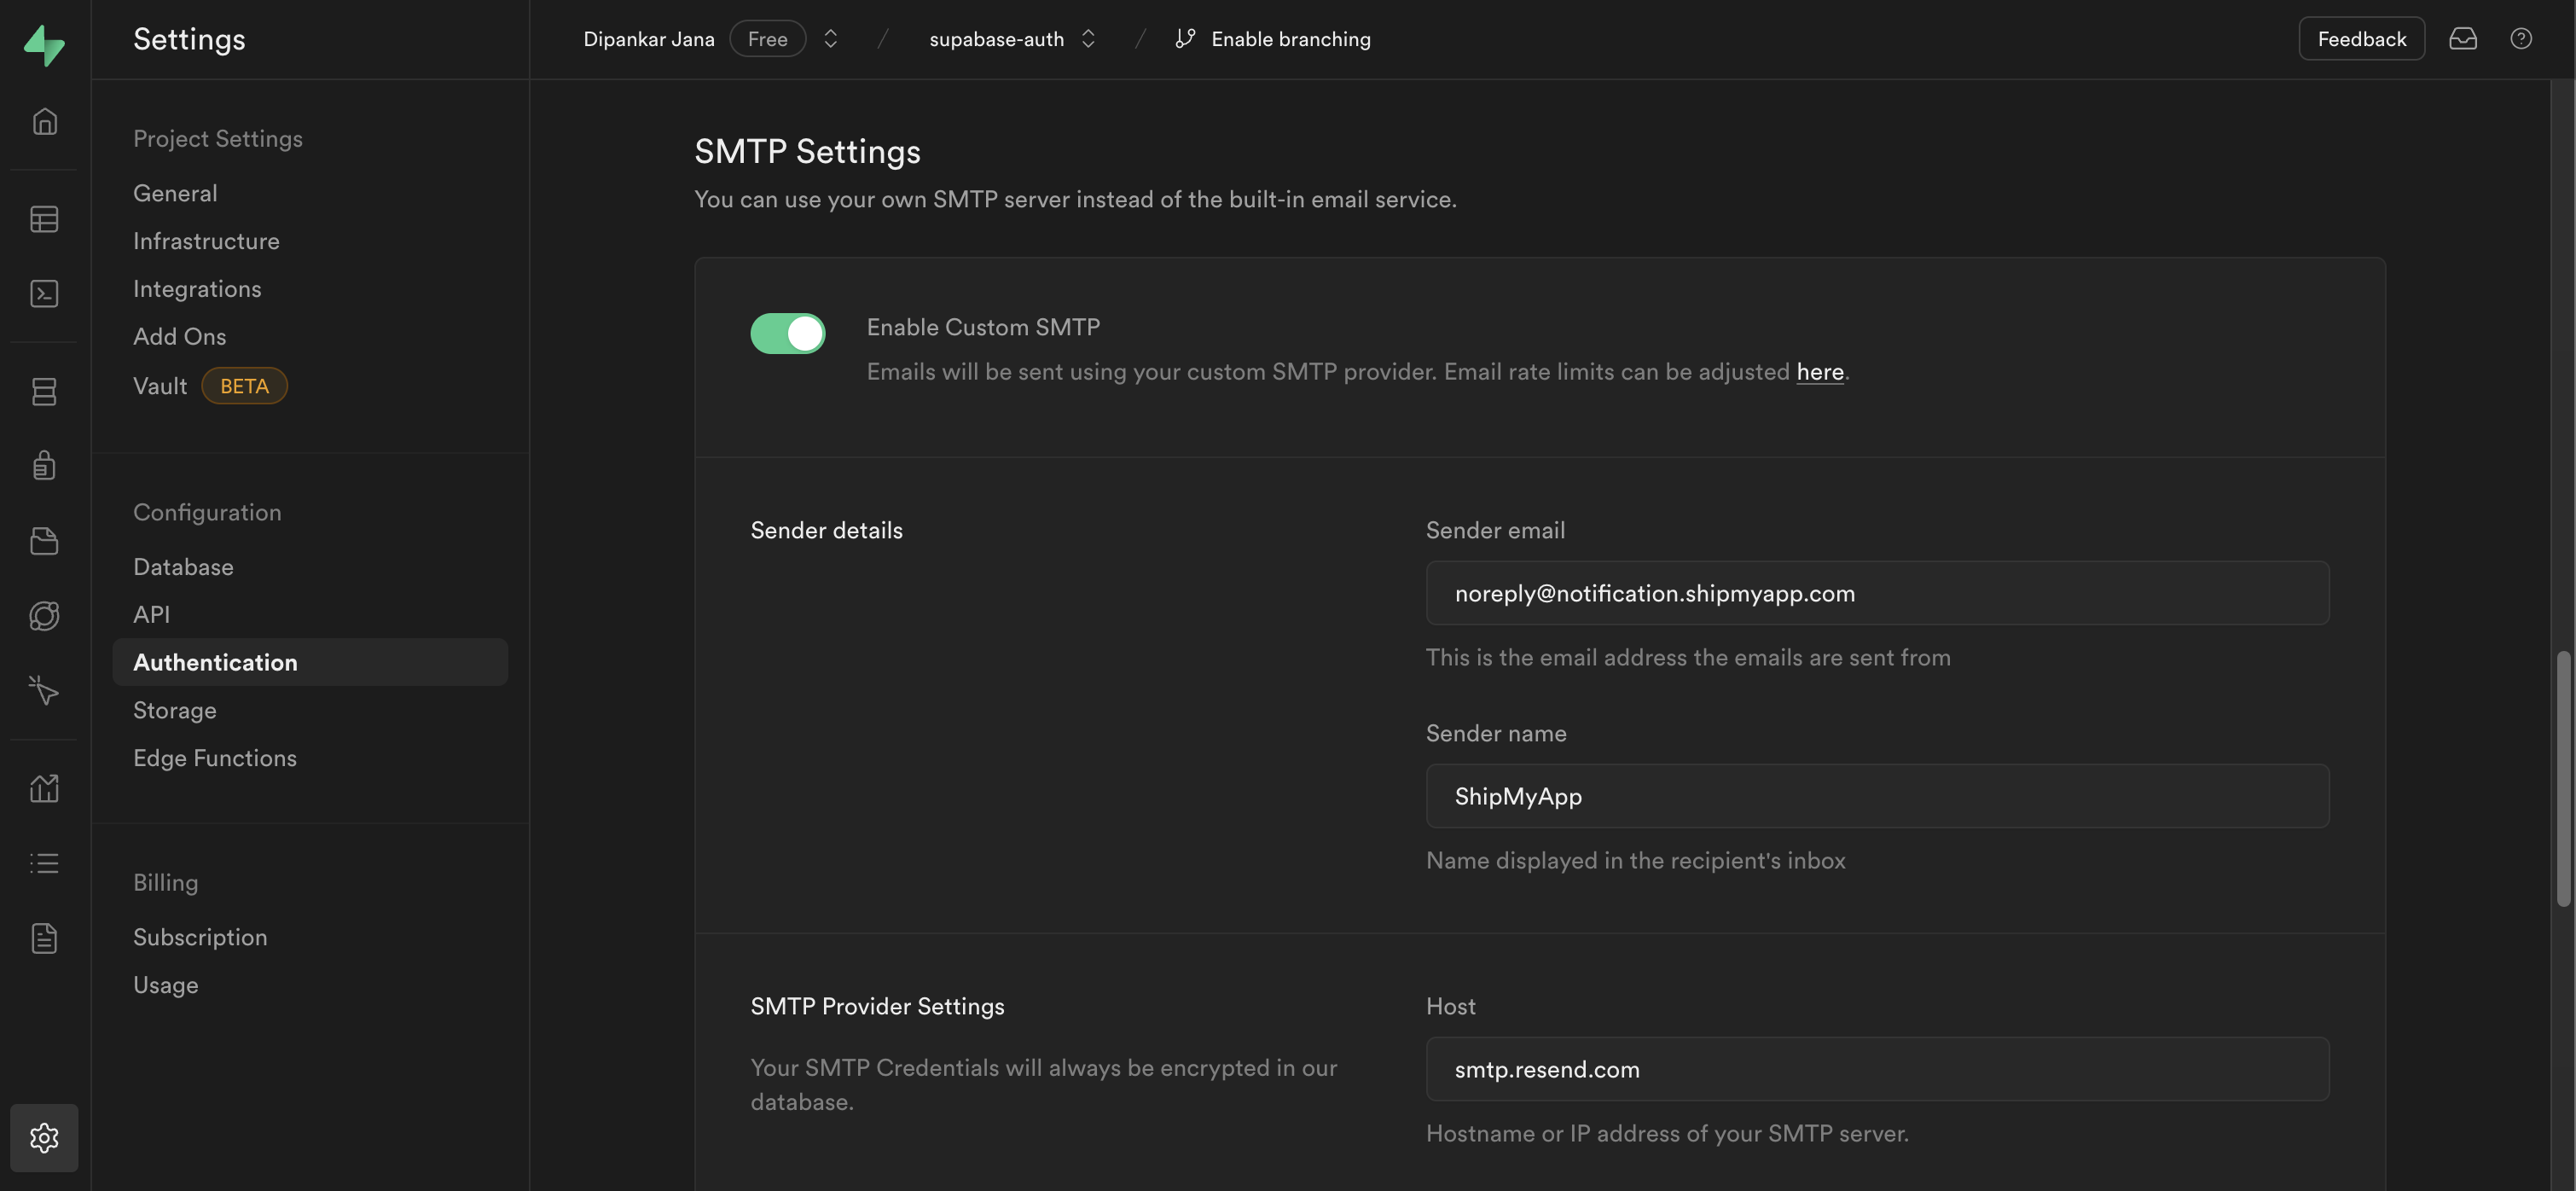 Settings
Dipankar Jana Free / supabase-auth / Enable branching
Feedback
Project Settings
General
Infrastructure
Integrations
Add Ons
Vault BETA
Configuration
Database
API
Authentication
Storage
Edge Functions
Billing
Subscription
Usage
SMTP Settings
You can use your own SMTP server instead of the built-in email service.
Enable Custom SMTP
Emails will be sent using your custom SMTP provider. Email rate limits can be adjusted here.
Sender details
Sender email
noreply@notification.shipmyapp.com
This is the email address the emails are sent from
Sender name
ShipMyApp
Name displayed in the recipient's inbox
SMTP Provider Settings
Your SMTP Credentials will always be encrypted in our
database.
Host
smtp.resend.com
Hostname or IP address of your SMTP server.